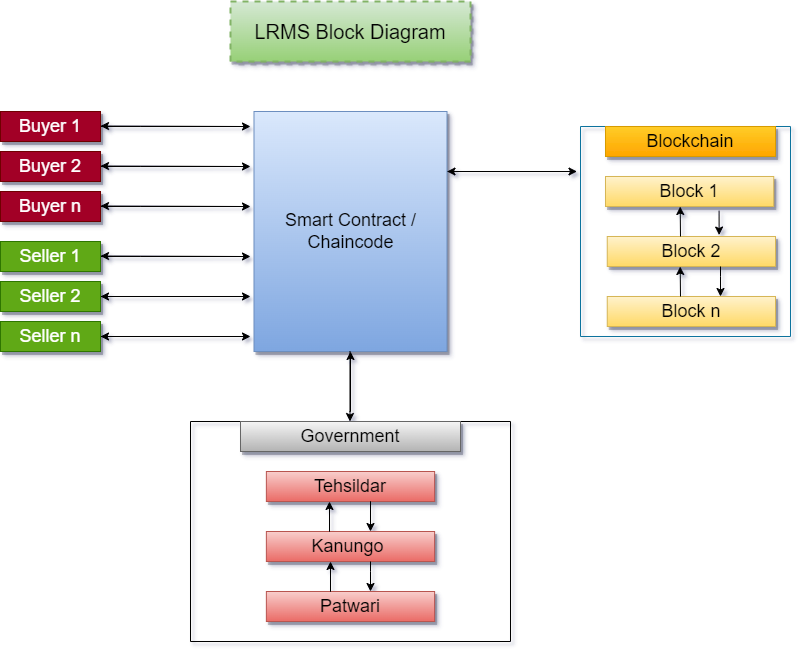 LRMS Block Diagram
Buyer 1
Buyer 2
Buyer n
Seller 1
Seller 2
Seller n
Smart Contract /
Chaincode
Blockchain
Block 1
Block 2
Block n
Government
Tehsildar
Kanungo
Patwari